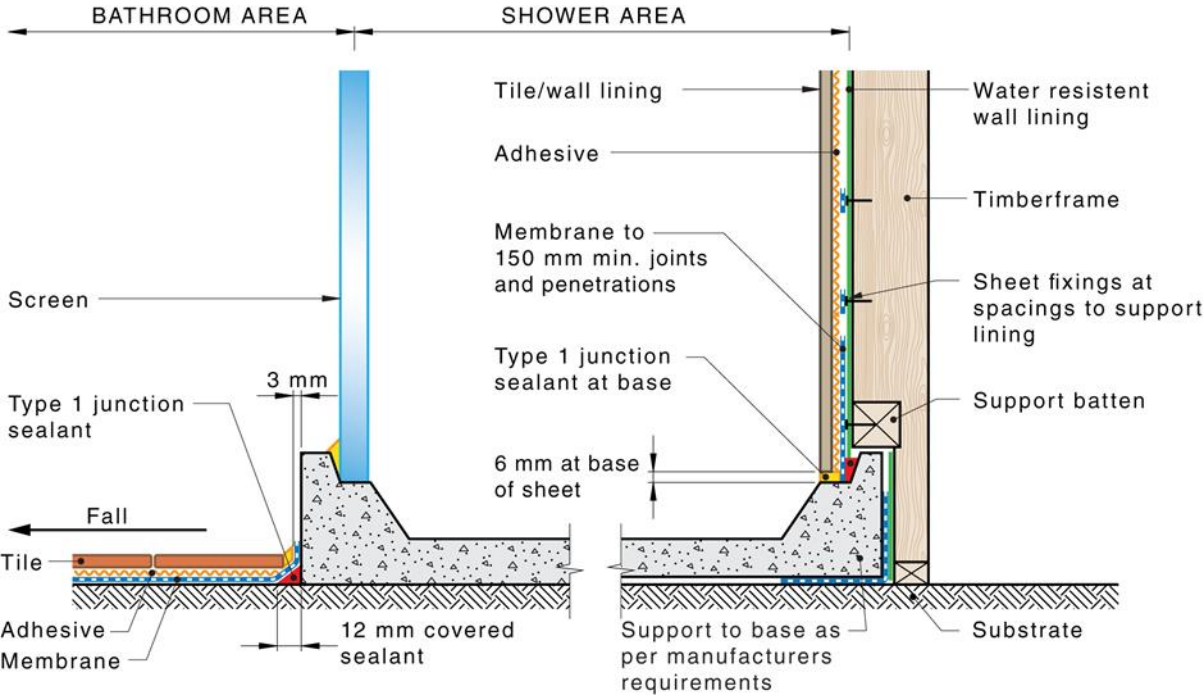 BATHROOM AREA
SHOWER AREA
Tile/wall lining
Water resistent
wall lining
Adhesive
Timberframe
Membrane to
150 mm min. joints
and penetrations
Screen
Sheet fixings at
spacings to support
lining
Type 1 junction
sealant at base
3 mm
Type 1 junction
sealant
Support batten
6 mm at base
of sheet
Fall
Tile
Adhesive
Membrane
12 mm covered
sealant
Support to base as
per manufacturers
requirements
Substrate